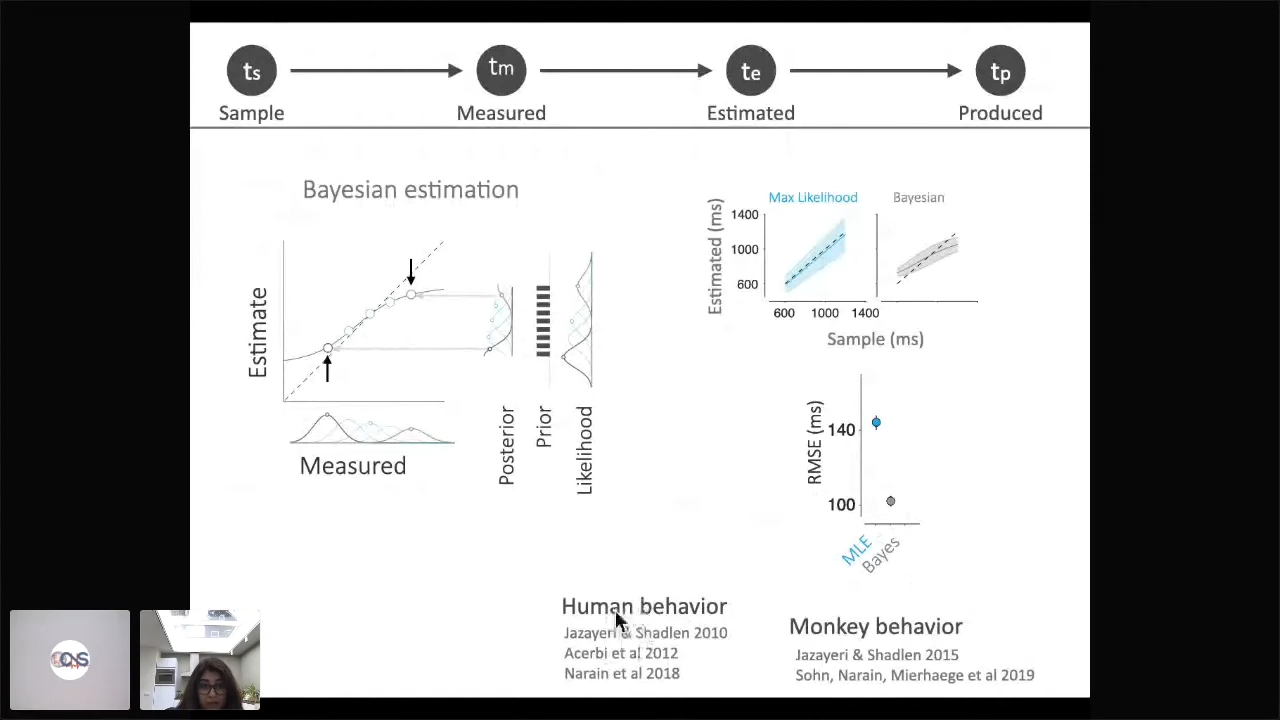 ts tm te tp
Sample Measured Estimated Produced
Bayesian estimation
Estimate
Measured
Posterior
Prior
Likelihood
Max Likelihood Bayesian
Estimated (ms)
1400
1000
600
600 1000 1400
Sample (ms)
RMSE (ms)
140
100
MLE
Bayes
Human behavior
Jazayeri & Shadlen 2010
Acerbi et al 2012
Narain et al 2018
Monkey behavior
Jazayeri & Shadlen 2015
Sohn, Narain, Mierhaege et al 2019